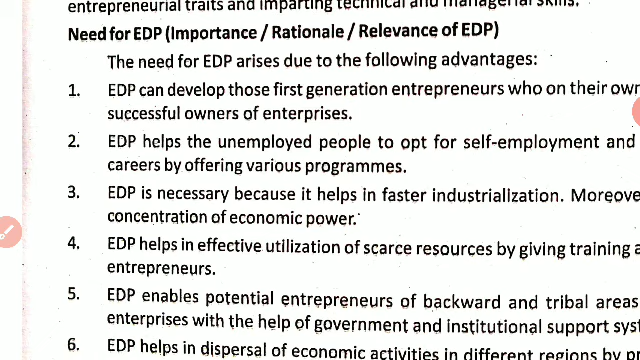 entrepreneurial traits and imparting technical and managerial skills.
Need for EDP (Importance / Rationale / Relevance of EDP)
The need for EDP arises due to the following advantages:
1. EDP can develop those first generation entrepreneurs who on their own
successful owners of enterprises.
2. EDP helps the unemployed people to opt for self-employment and
careers by offering various programmes.
3. EDP is necessary because it helps in faster industrialization. Moreove
concentration of economic power.
4. EDP helps in effective utilization of scarce resources by giving training a
entrepreneurs.
5. EDP enables potential entrepreneurs of backward and tribal areas
enterprises with the help of government and institutional support syst
6. EDP helps in dispersal of economic activities in different regions by pr